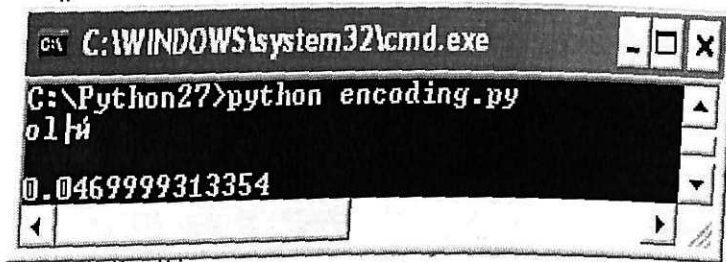 C:\WINDOWS\system32\cmd.exe
C:\Python27>python encoding.py
ol├ú
0.0469999313354